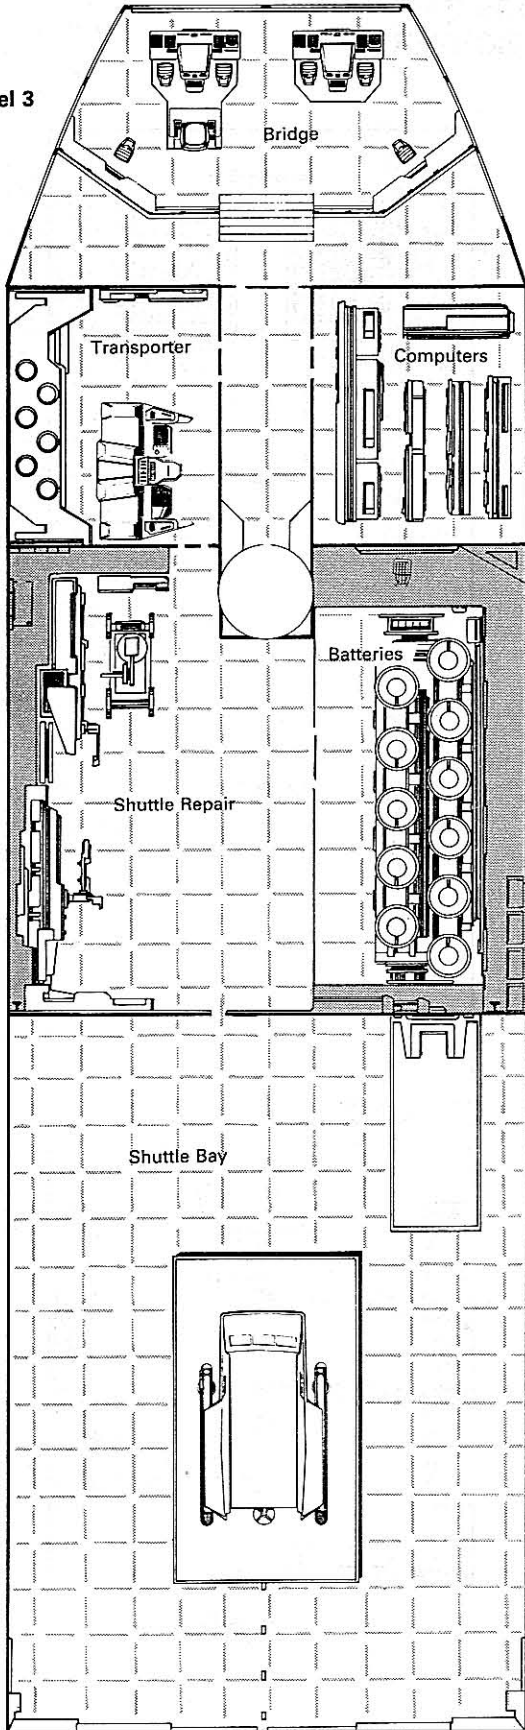 el 3
Bridge
Transporter
Computers
Batteries
Shuttle Repair
Shuttle Bay